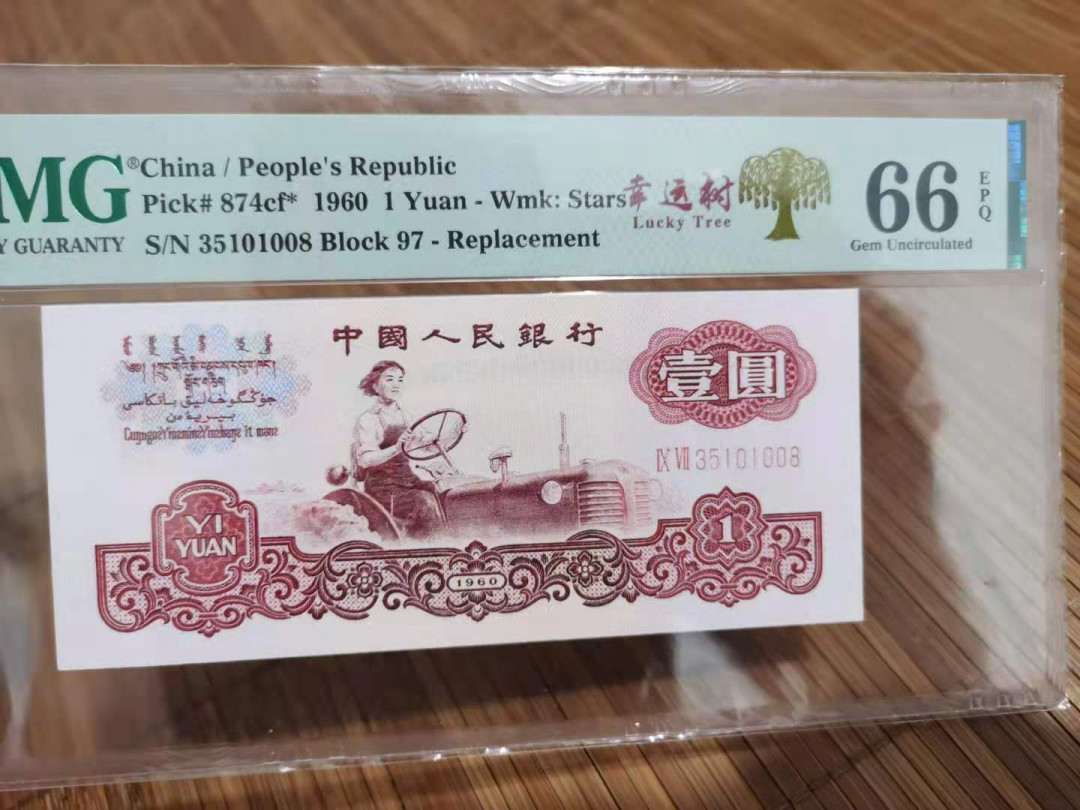 MG® China / People's Republic
Pick# 874cf* 1960 1 Yuan - Wmk: Stars
Y GUARANTY S/N 35101008 Block 97 - Replacement
幸运树
Lucky Tree
66
EPQ
Gem Uncirculated
中國人民銀行
壹圓
IX VII 35101008
YI
YUAN
1960
1